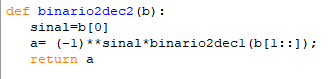 def binario2dec2(b):
    sinal=b[0]
    a= (-1)**sinal*binario2dec1(b[1::]);
    return a